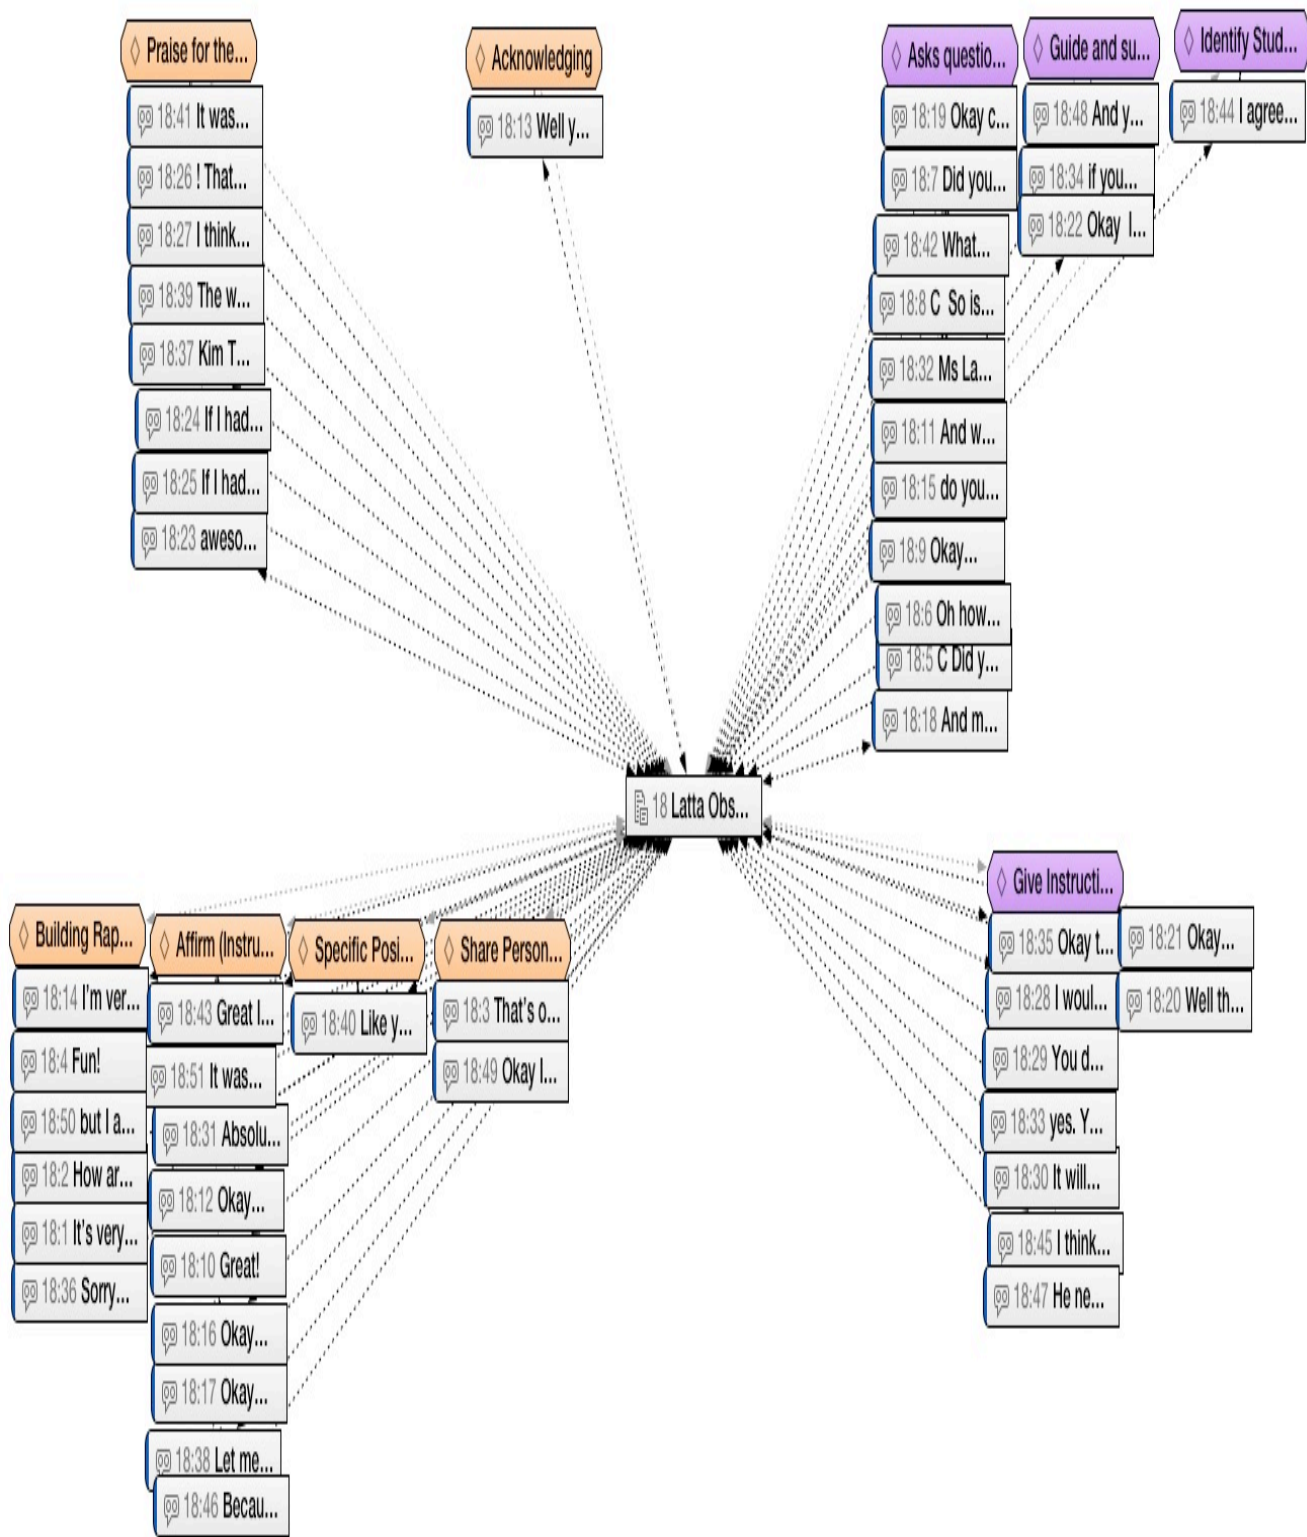 Praise for the...
18:41 It was...
18:26 ! That...
18:27 I think...
18:39 The w...
18:37 Kim T...
18:24 If I had...
18:25 If I had...
18:23 aweso...
Acknowledging
18:13 Well y...
Asks questio...
18:19 Okay c...
18:7 Did you...
18:42 What...
18:8 C So is...
18:32 Ms La...
18:11 And w...
18:15 do you...
18:9 Okay...
18:6 Oh how...
18:5 C Did y...
18:18 And m...
Guide and su...
18:48 And y...
18:34 if you...
18:22 Okay I...
Identify Stud...
18:44 I agree...
18 Latta Obs...
Building Rap...
18:14 I'm ver...
18:4 Fun!
18:50 but I a...
18:2 How ar...
18:1 It's very...
18:36 Sorry...
Affirm (Instru...
18:43 Great I...
18:51 It was...
18:31 Absolu...
18:12 Okay...
18:10 Great!
18:16 Okay...
18:17 Okay...
18:38 Let me...
18:46 Becau...
Specific Posi...
18:40 Like y...
Share Person...
18:3 That's o...
18:49 Okay I...
Give Instructi...
18:35 Okay t...
18:28 I woul...
18:29 You d...
18:33 yes. Y...
18:30 It will...
18:45 I think...
18:47 He ne...
18:21 Okay...
18:20 Well th...